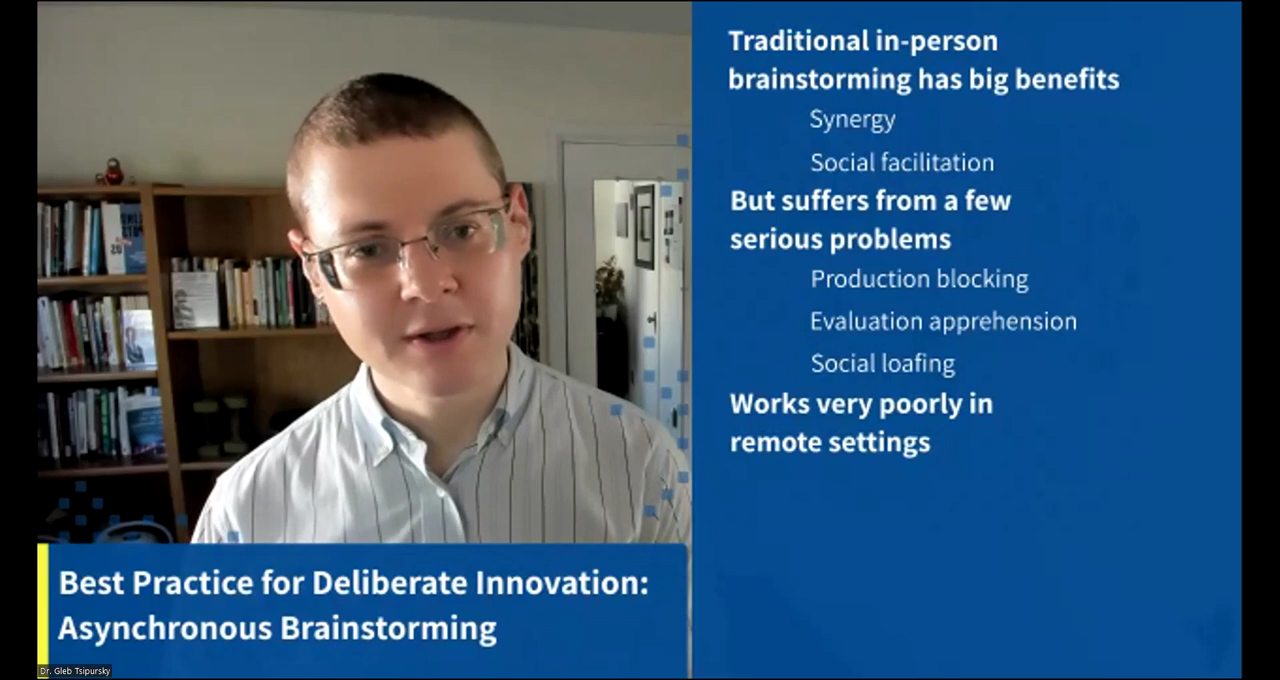 Traditional in-person
brainstorming has big benefits
Synergy
Social facilitation
But suffers from a few
serious problems
Production blocking
Evaluation apprehension
Social loafing
Works very poorly in
remote settings
Best Practice for Deliberate Innovation:
Asynchronous Brainstorming
Dr. Gleb Tsipursky